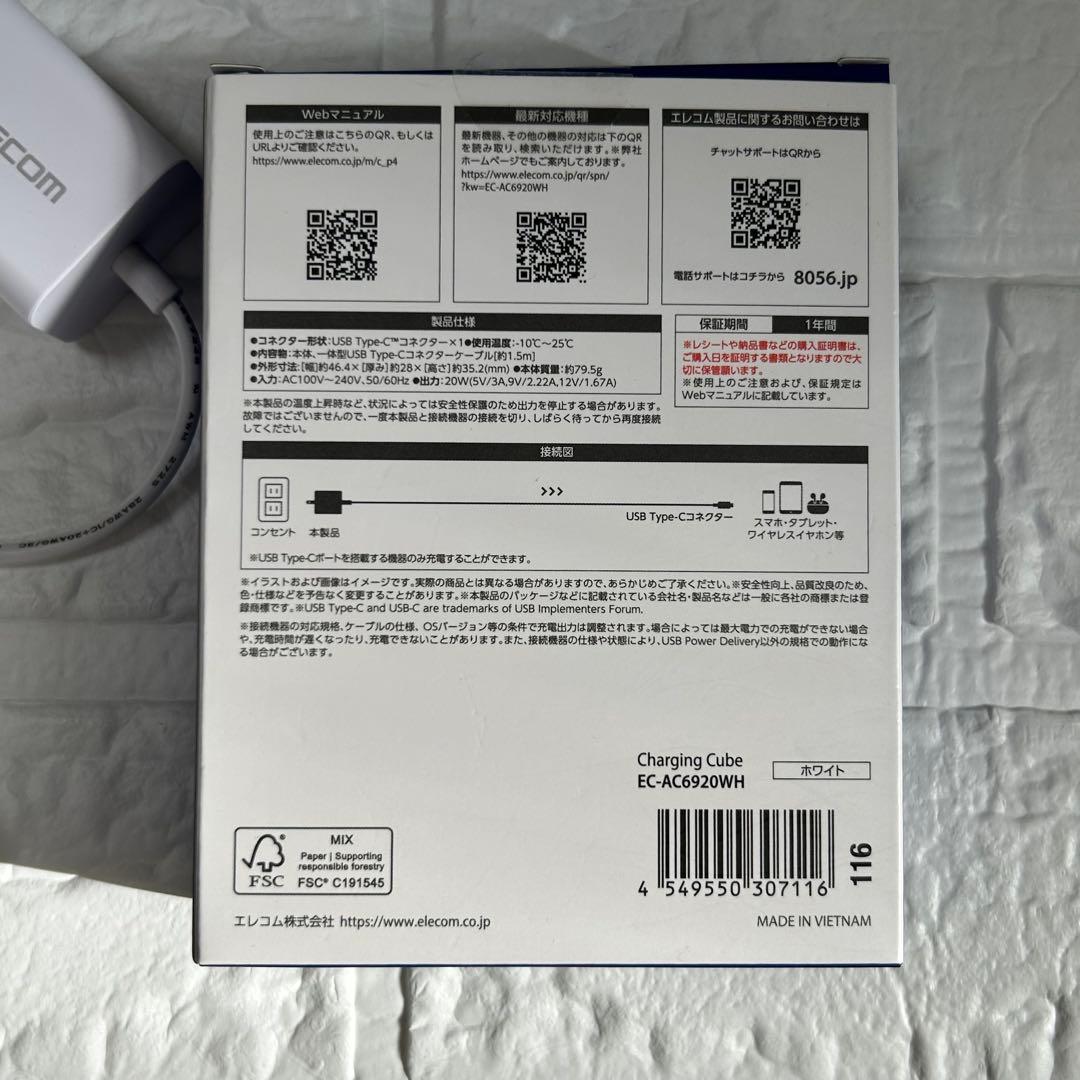 ECOM
AWM 2725 28AWG/1C+20AWG/2C
Webマニュアル
使用上のご注意はこちらのQR、もしくは
URLよりご確認ください。
https://www.elecom.co.jp/m/c_p4
最新対応機種
最新機器、その他の機器の対応は下のQR
を読み取り、検索いただけます。※弊社
ホームページでもご案内しております。
https://www.elecom.co.jp/qr/spn/
?kw=EC-AC6920WH
エレコム製品に関するお問い合わせは
チャットサポートはQRから
電話サポートはコチラから 8056.jp
製品仕様
●コネクター形状:USB Type-C™コネクター×1●使用温度:-10℃～25℃
●内容物:本体、一体型USB Type-Cコネクターケーブル[約1.5m]
●外形寸法:[幅]約46.4×[厚み]約28×[高さ]約35.2(mm) ●本体質量:約79.5g
●入力:AC100V～240V、50/60Hz ●出力:20W(5V/3A,9V/2.22A,12V/1.67A)
保証期間 1年間
※レシートや納品書などの購入証明書は、
ご購入日を証明する書類となりますので大
切に保管願います。
※使用上のご注意および、保証規定は
Webマニュアルに記載しています。
※本製品の温度上昇時など、状況によっては安全性保護のため出力を停止する場合があります。
故障ではございませんので、一度本製品と接続機器の接続を切り、しばらく待ってから再度接続
してください。
接続図
コンセント 本製品
USB Type-Cコネクター
スマホ・タブレット・
ワイヤレスイヤホン等
※USB Type-Cポートを搭載する機器のみ充電することができます。
※イラストおよび画像はイメージです。実際の商品とは異なる場合がありますので、あらかじめご了承ください。※安全性向上、品質改良のため、
色・仕様などを予告なく変更することがあります。※本製品のパッケージなどに記載されている会社名・製品名などは一般に各社の商標または登
録商標です。※USB Type-C and USB-C are trademarks of USB Implementers Forum.
※接続機器の対応規格、ケーブルの仕様、OSバージョン等の条件で充電出力は調整されます。場合によっては最大電力での充電ができない場合
や、充電時間が遅くなったり、充電できないことがあります。また、接続機器の仕様や状態により、USB Power Delivery以外の規格での動作にな
る場合がございます。
Charging Cube
EC-AC6920WH
ホワイト
FSC®
MIX
Paper | Supporting
responsible forestry
FSC® C191545
4 549550 307116
116
エレコム株式会社 https://www.elecom.co.jp
MADE IN VIETNAM